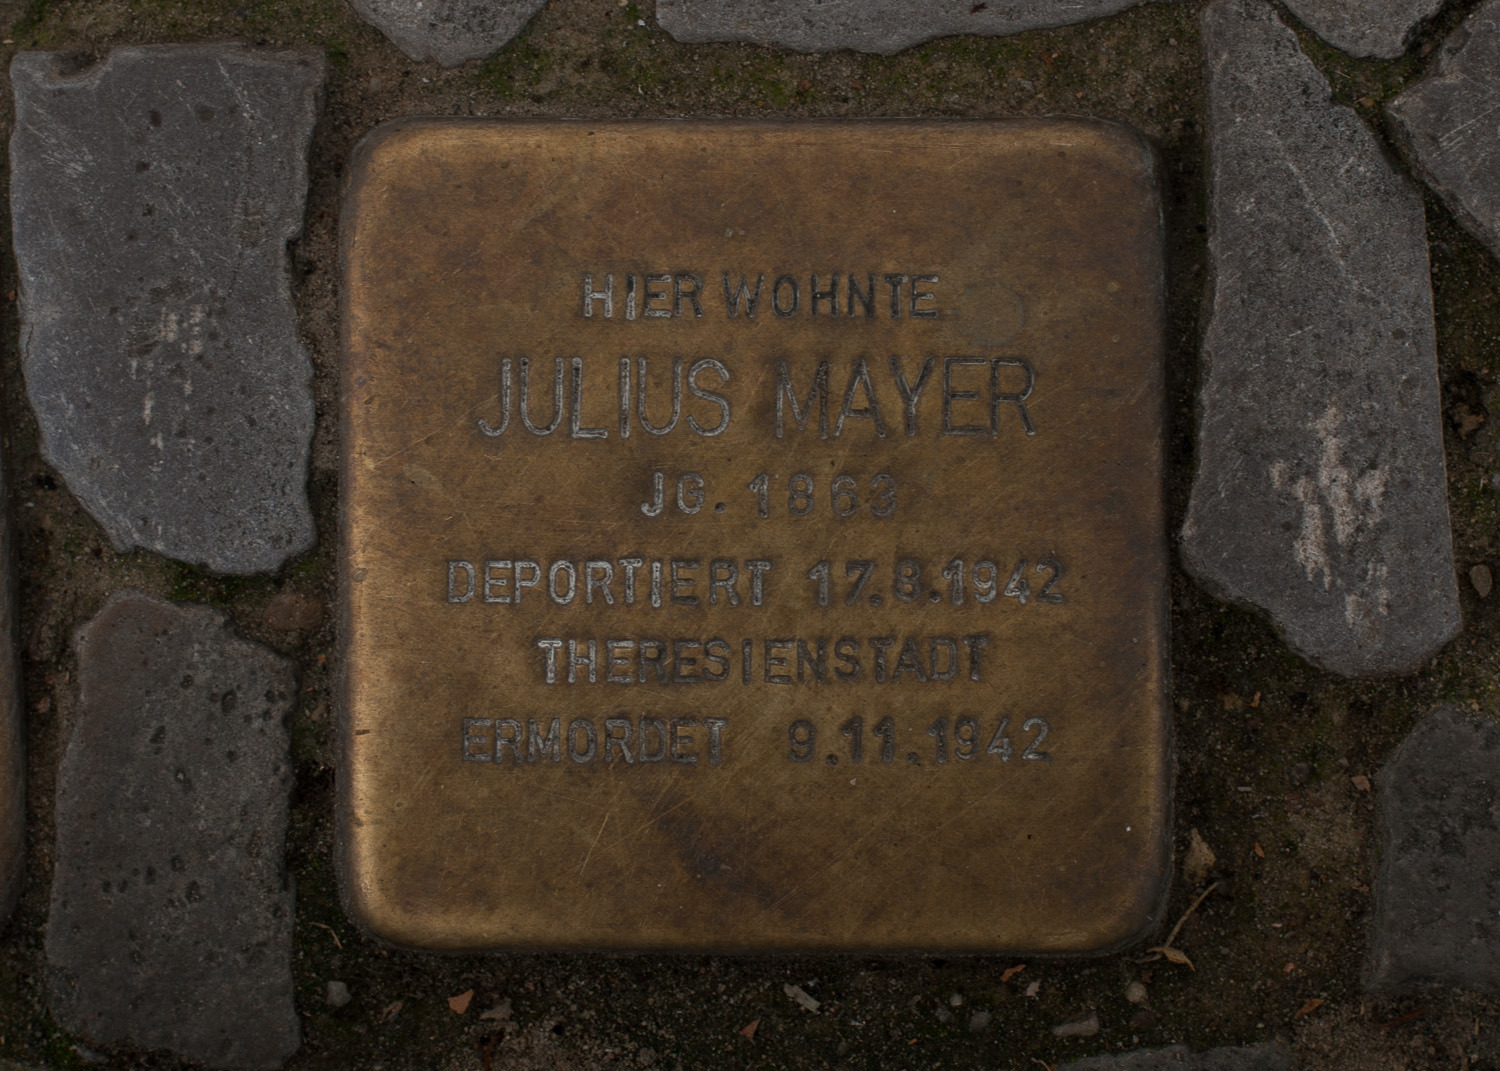 HIER WOHNTE
JULIUS MAYER
JG. 1863
DEPORTIERT 17.8.1942
THERESIENSTADT
ERMORDET 9.11.1942